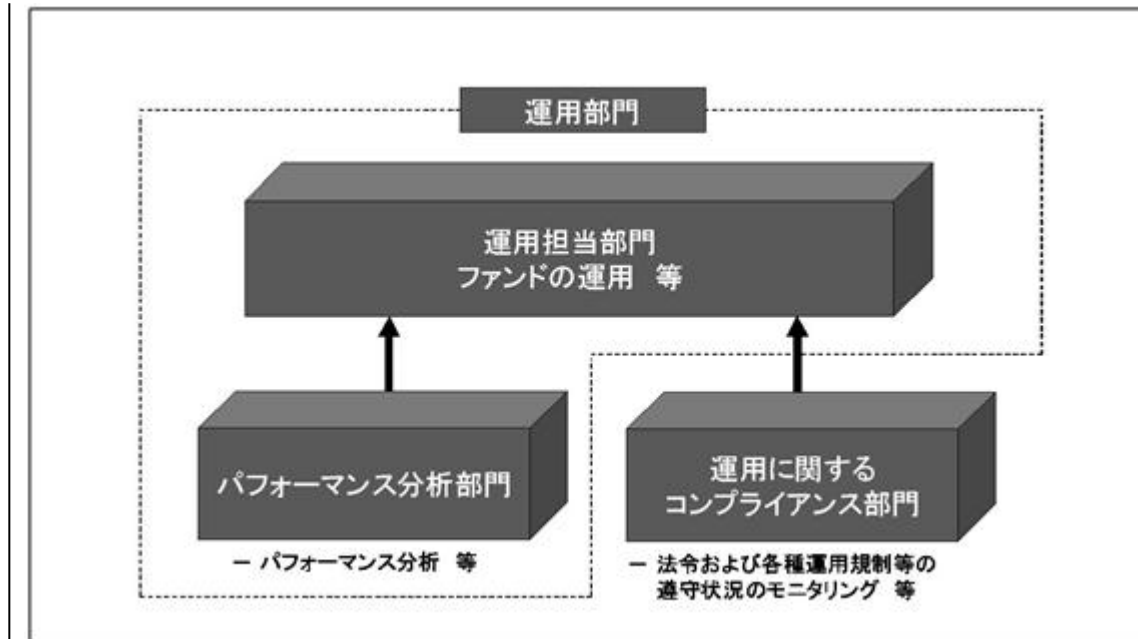 運用部門
運用担当部門
ファンドの運用　等
パフォーマンス分析部門
－ パフォーマンス分析　等
運用に関する
コンプライアンス部門
－ 法令および各種運用規制等の
遵守状況のモニタリング　等